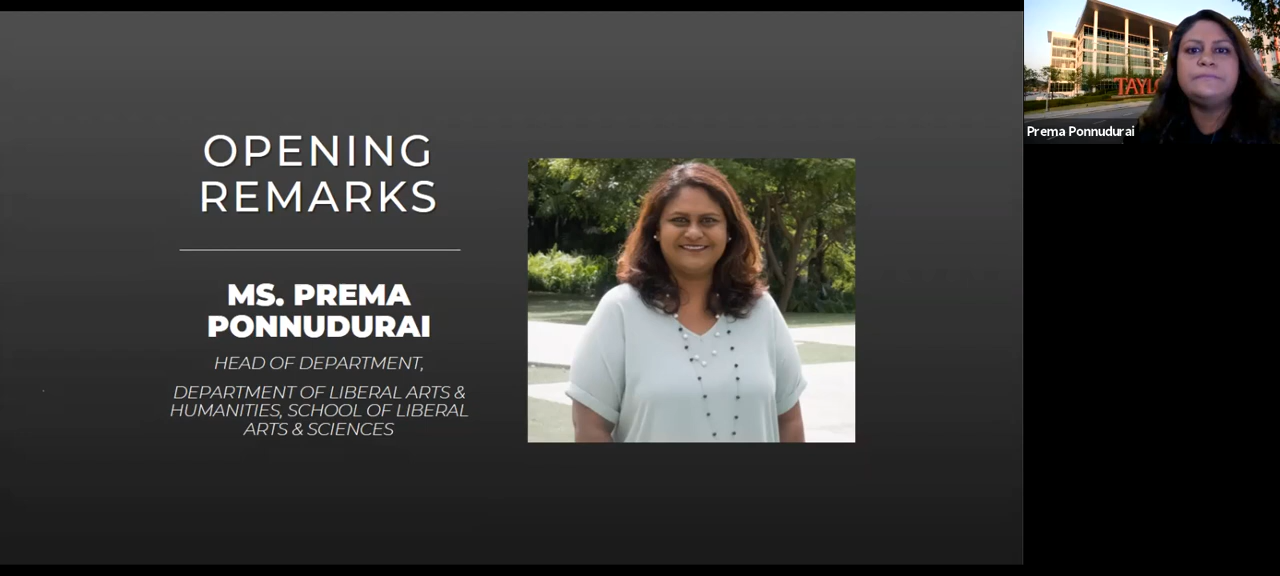 OPENING
REMARKS
MS. PREMA
PONNUDURAI
HEAD OF DEPARTMENT,
DEPARTMENT OF LIBERAL ARTS &
HUMANITIES, SCHOOL OF LIBERAL
ARTS & SCIENCES
TAYL
Prema Ponnudurai